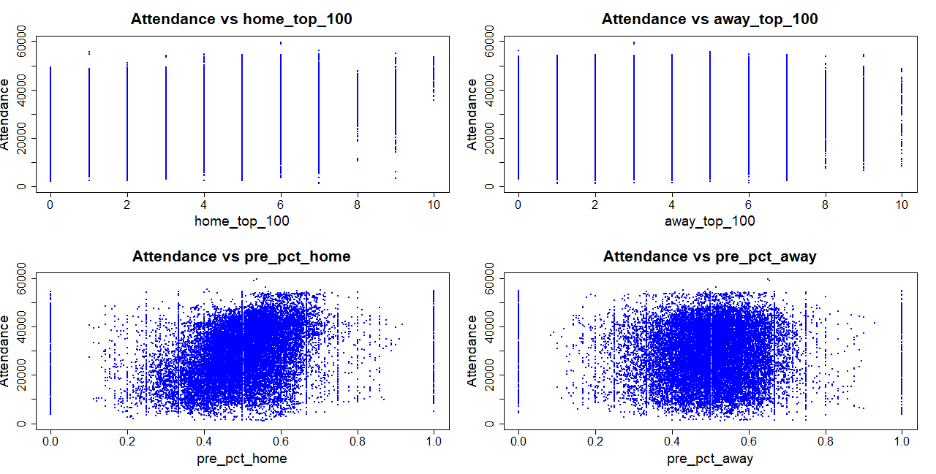 Attendance vs home_top_100
Attendance
60000
40000
20000
0
0 2 4 6 8 10
home_top_100
Attendance vs away_top_100
Attendance
60000
40000
20000
0
0 2 4 6 8 10
away_top_100
Attendance vs pre_pct_home
Attendance
60000
40000
20000
0
0.0 0.2 0.4 0.6 0.8 1.0
pre_pct_home
Attendance vs pre_pct_away
Attendance
60000
40000
20000
0
0.0 0.2 0.4 0.6 0.8 1.0
pre_pct_away